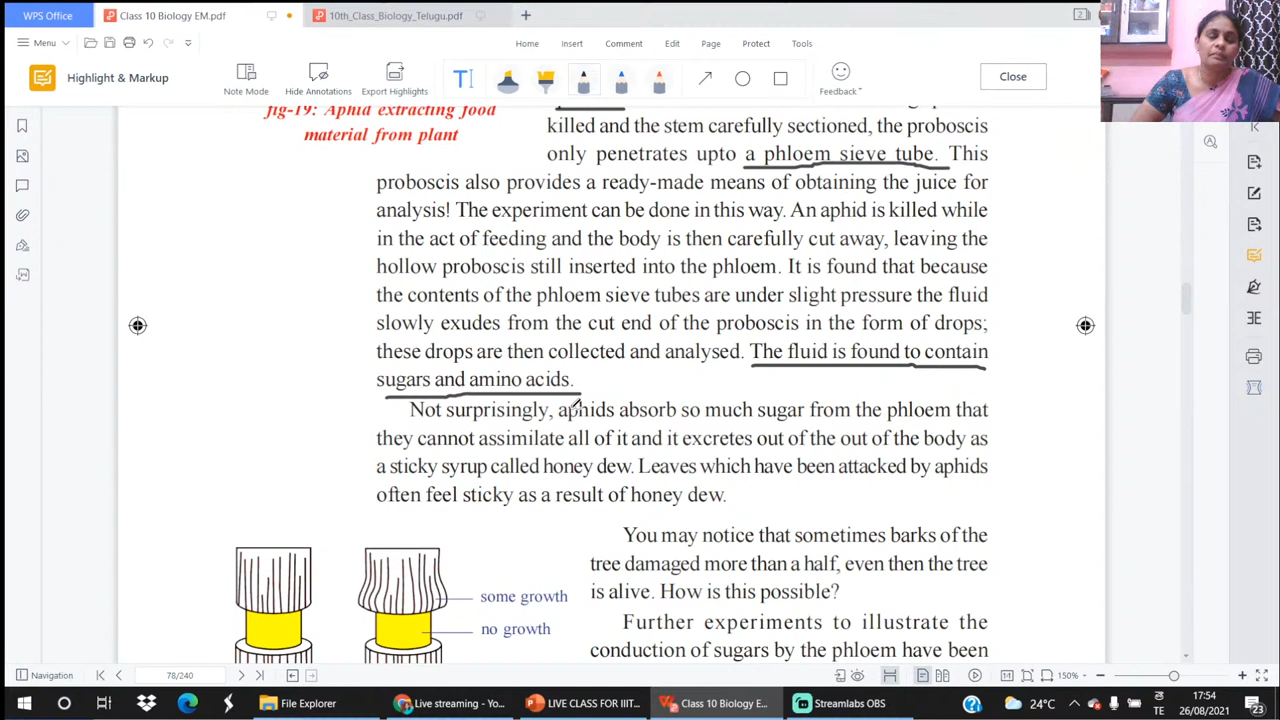 WPS Office
Class 10 Biology EM.pdf
10th_Class_Biology_Telugu.pdf
2
Menu
Home
Insert
Comment
Edit
Page
Protect
Tools
Highlight & Markup
Note Mode
Hide Annotations
Export Highlights
Feedback
Close
fig-19: Aphid extracting food
material from plant
killed and the stem carefully sectioned, the proboscis
only penetrates upto a phloem sieve tube. This
proboscis also provides a ready-made means of obtaining the juice for
analysis! The experiment can be done in this way. An aphid is killed while
in the act of feeding and the body is then carefully cut away, leaving the
hollow proboscis still inserted into the phloem. It is found that because
the contents of the phloem sieve tubes are under slight pressure the fluid
slowly exudes from the cut end of the proboscis in the form of drops;
these drops are then collected and analysed. The fluid is found to contain
sugars and amino acids.
Not surprisingly, aphids absorb so much sugar from the phloem that
they cannot assimilate all of it and it excretes out of the out of the body as
a sticky syrup called honey dew. Leaves which have been attacked by aphids
often feel sticky as a result of honey dew.
You may notice that sometimes barks of the
tree damaged more than a half, even then the tree
is alive. How is this possible?
Further experiments to illustrate the
conduction of sugars by the phloem have been
some growth
no growth
Navigation
78/240
150%
File Explorer
Live streaming - Yo...
LIVE CLASS FOR IIIT...
Class 10 Biology E...
Streamlabs OBS
24°C
17:54
26/08/2021
23